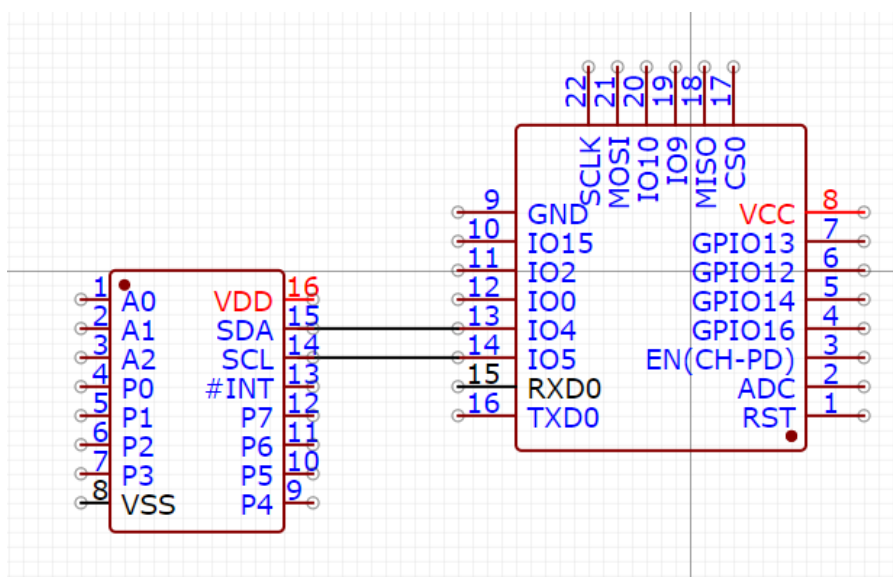 22 21 20 19 18 17
SCLK MOSI IO10 IO9 MISO CS0
9 GND VCC 8
10 IO15 GPIO13 7
11 IO2 GPIO12 6
12 IO0 GPIO14 5
13 IO4 GPIO16 4
14 IO5 EN(CH-PD) 3
15 RXD0 ADC 2
16 TXD0 RST 1
1 A0 VDD 16
2 A1 SDA 15
3 A2 SCL 14
4 P0 #INT 13
5 P1 P7 12
6 P2 P6 11
7 P3 P5 10
8 VSS P4 9